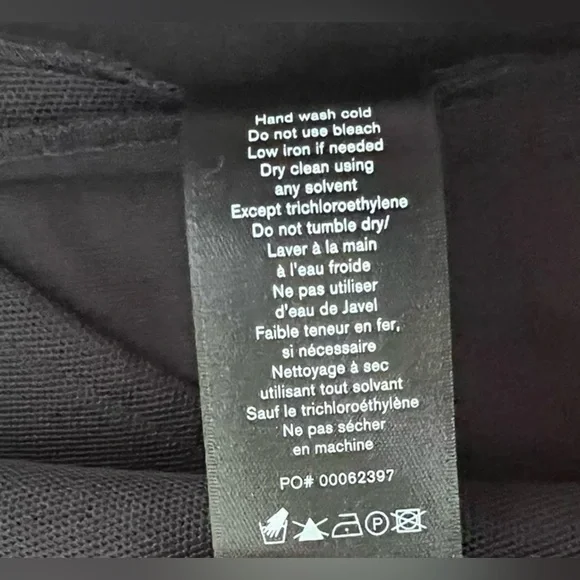 Hand wash cold
Do not use bleach
Low iron if needed
Dry clean using
any solvent
Except trichloroethylene
Do not tumble dry/
Laver à la main
à l'eau froide
Ne pas utiliser
d'eau de Javel
Faible teneur en fer,
si nécessaire
Nettoyage à sec
utilisant tout solvant
Sauf le trichloroéthylène
Ne pas sécher
en machine
PO# 00062397
P